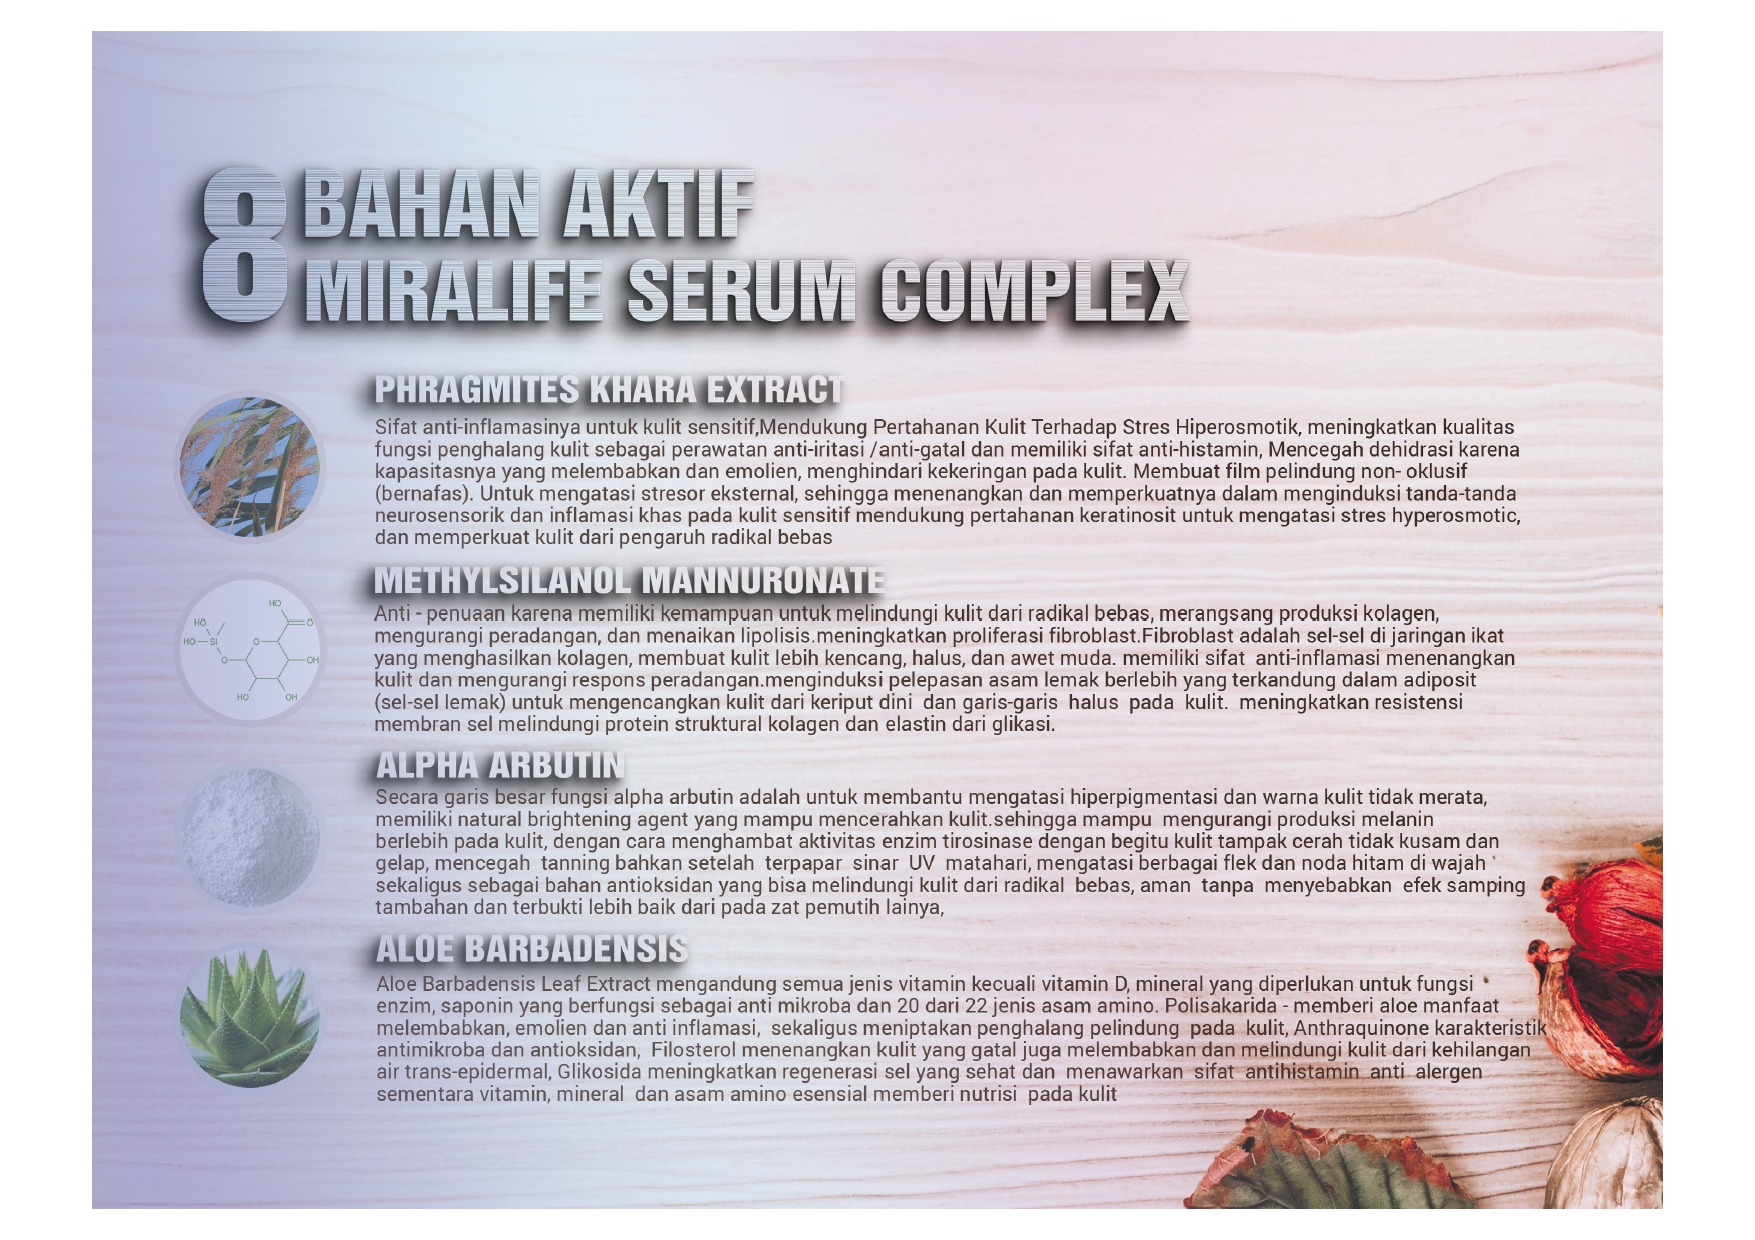 8 BAHAN AKTIF
MIRALIFE SERUM COMPLEX
PHRAGMITES KHARA EXTRACT
Sifat anti-inflamasinya untuk kulit sensitif,Mendukung Pertahanan Kulit Terhadap Stres Hiperosmotik, meningkatkan kualitas
fungsi penghalang kulit sebagai perawatan anti-iritasi /anti-gatal dan memiliki sifat anti-histamin, Mencegah dehidrasi karena
kapasitasnya yang melembabkan dan emolien, menghindari kekeringan pada kulit. Membuat film pelindung non- oklusif
(bernafas). Untuk mengatasi stresor eksternal, sehingga menenangkan dan memperkuatnya dalam menginduksi tanda-tanda
neurosensorik dan inflamasi khas pada kulit sensitif mendukung pertahanan keratinosit untuk mengatasi stres hyperosmotic,
dan memperkuat kulit dari pengaruh radikal bebas
METHYLSILANOL MANNURONATE
HO
HO
O
HO
Si
O
O
OH
HO
OH
Anti - penuaan karena memiliki kemampuan untuk melindungi kulit dari radikal bebas, merangsang produksi kolagen,
mengurangi peradangan, dan menaikan lipolisis.meningkatkan proliferasi fibroblast.Fibroblast adalah sel-sel di jaringan ikat
yang menghasilkan kolagen, membuat kulit lebih kencang, halus, dan awet muda. memiliki sifat anti-inflamasi menenangkan
kulit dan mengurangi respons peradangan.menginduksi pelepasan asam lemak berlebih yang terkandung dalam adiposit
(sel-sel lemak) untuk mengencangkan kulit dari keriput dini dan garis-garis halus pada kulit. meningkatkan resistensi
membran sel melindungi protein struktural kolagen dan elastin dari glikasi.
ALPHA ARBUTIN
Secara garis besar fungsi alpha arbutin adalah untuk membantu mengatasi hiperpigmentasi dan warna kulit tidak merata,
memiliki natural brightening agent yang mampu mencerahkan kulit.sehingga mampu mengurangi produksi melanin
berlebih pada kulit, dengan cara menghambat aktivitas enzim tirosinase dengan begitu kulit tampak cerah tidak kusam dan
gelap, mencegah tanning bahkan setelah terpapar sinar UV matahari, mengatasi berbagai flek dan noda hitam di wajah
sekaligus sebagai bahan antioksidan yang bisa melindungi kulit dari radikal bebas, aman tanpa menyebabkan efek samping
tambahan dan terbukti lebih baik dari pada zat pemutih lainya,
ALOE BARBADENSIS
Aloe Barbadensis Leaf Extract mengandung semua jenis vitamin kecuali vitamin D, mineral yang diperlukan untuk fungsi
enzim, saponin yang berfungsi sebagai anti mikroba dan 20 dari 22 jenis asam amino. Polisakarida - memberi aloe manfaat
melembabkan, emolien dan anti inflamasi, sekaligus meniptakan penghalang pelindung pada kulit, Anthraquinone karakteristik
antimikroba dan antioksidan, Filosterol menenangkan kulit yang gatal juga melembabkan dan melindungi kulit dari kehilangan
air trans-epidermal, Glikosida meningkatkan regenerasi sel yang sehat dan menawarkan sifat antihistamin anti alergen
sementara vitamin, mineral dan asam amino esensial memberi nutrisi pada kulit